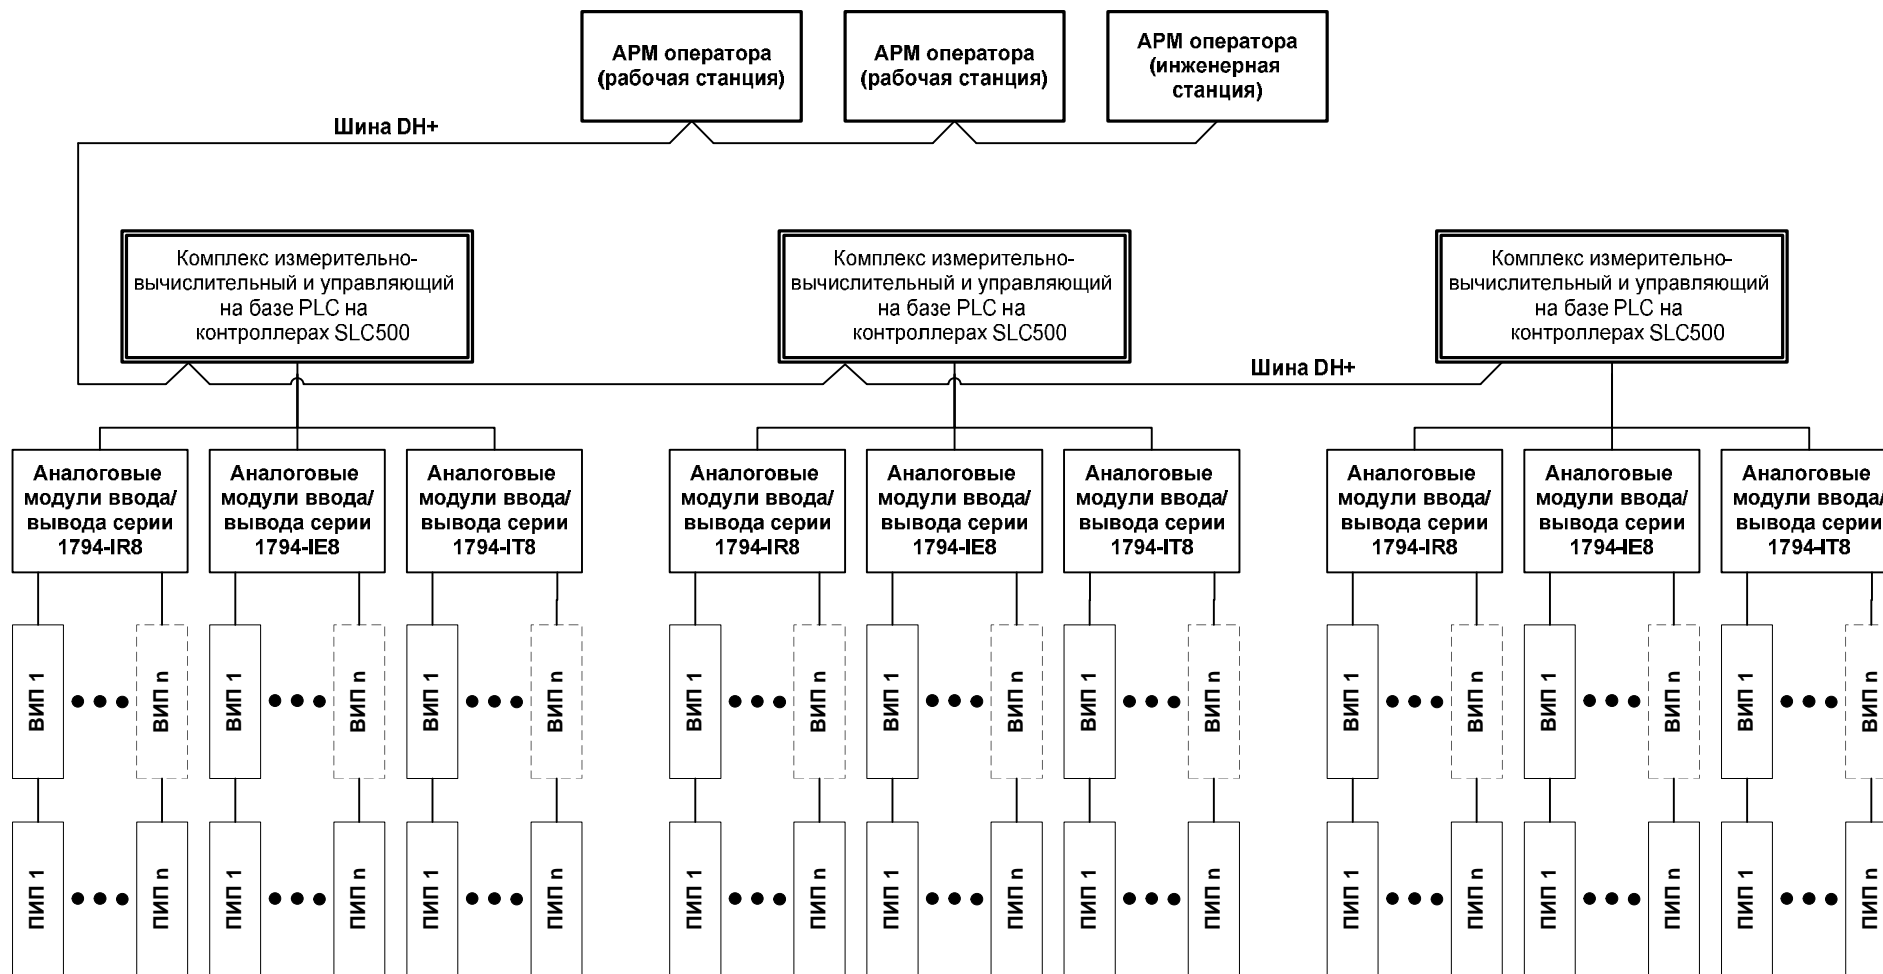 АРМ оператора
(рабочая станция)
АРМ оператора
(рабочая станция)
АРМ оператора
(инженерная
станция)
Шина DH+
Комплекс измерительно-
вычислительный и управляющий
на базе PLC на
контроллерах SLC500
Комплекс измерительно-
вычислительный и управляющий
на базе PLC на
контроллерах SLC500
Комплекс измерительно-
вычислительный и управляющий
на базе PLC на
контроллерах SLC500
Шина DH+
Аналоговые
модули ввода/
вывода серии
1794-IR8
Аналоговые
модули ввода/
вывода серии
1794-IE8
Аналоговые
модули ввода/
вывода серии
1794-IT8
Аналоговые
модули ввода/
вывода серии
1794-IR8
Аналоговые
модули ввода/
вывода серии
1794-IE8
Аналоговые
модули ввода/
вывода серии
1794-IT8
Аналоговые
модули ввода/
вывода серии
1794-IR8
Аналоговые
модули ввода/
вывода серии
1794-IE8
Аналоговые
модули ввода/
вывода серии
1794-IT8
ВИП 1
ВИП n
ВИП 1
ВИП n
ВИП 1
ВИП n
ВИП 1
ВИП n
ВИП 1
ВИП n
ВИП 1
ВИП n
ВИП 1
ВИП n
ВИП 1
ВИП n
ВИП 1
ВИП n
ПИП 1
ПИП n
ПИП 1
ПИП n
ПИП 1
ПИП n
ПИП 1
ПИП n
ПИП 1
ПИП n
ПИП 1
ПИП n
ПИП 1
ПИП n
ПИП 1
ПИП n
ПИП 1
ПИП n